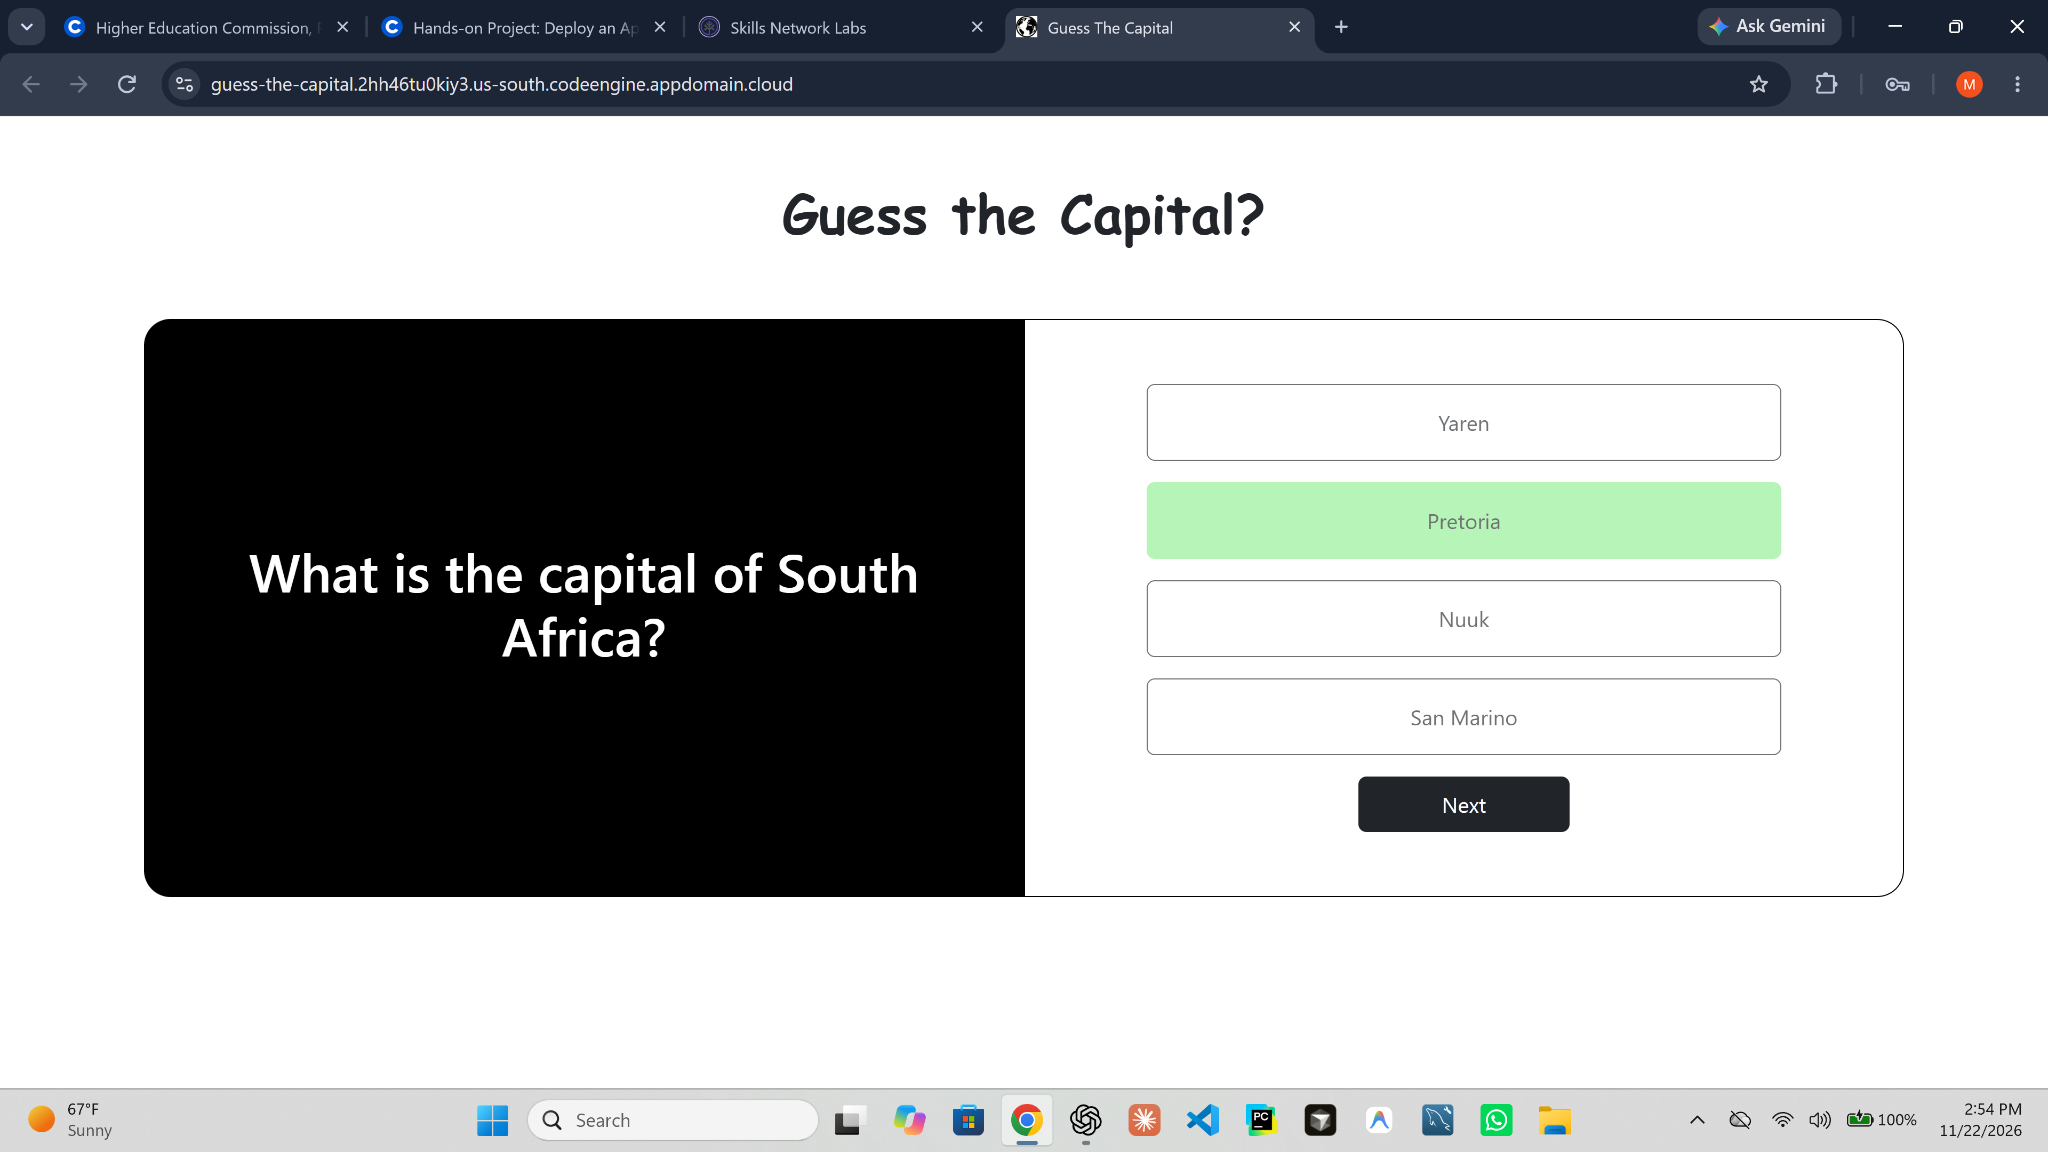 Higher Education Commission,
Hands-on Project: Deploy an Ap
Skills Network Labs
Guess The Capital
Ask Gemini
guess-the-capital.2hh46tu0kiy3.us-south.codeengine.appdomain.cloud
M
Guess the Capital?
What is the capital of South
Africa?
Yaren
Pretoria
Nuuk
San Marino
Next
67°F
Sunny
Search
PC
100%
2:54 PM
11/22/2026